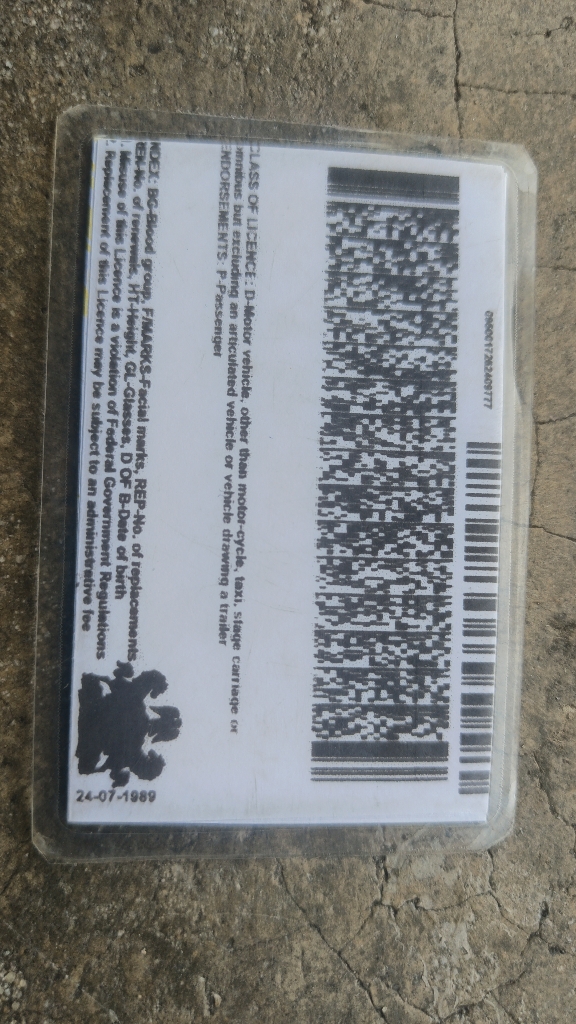 CLASS OF LICENCE: D-Motor vehicle, other than motor-cycle, taxi, stage carriage or
omnibus but excluding an articulated vehicle or vehicle drawing a trailer
ENDORSEMENTS: P-Passenger
NDEX: BG-Blood group, F/MARKS-Facial marks, REP-No. of replacements,
REN-No. of renewals, HT-Height, GL-Glasses, D OF B-Date of birth
. Misuse of this Licence is a violation of Federal Government Regulations
. Replacement of this Licence may be subject to an administrative fee
24-07-1989